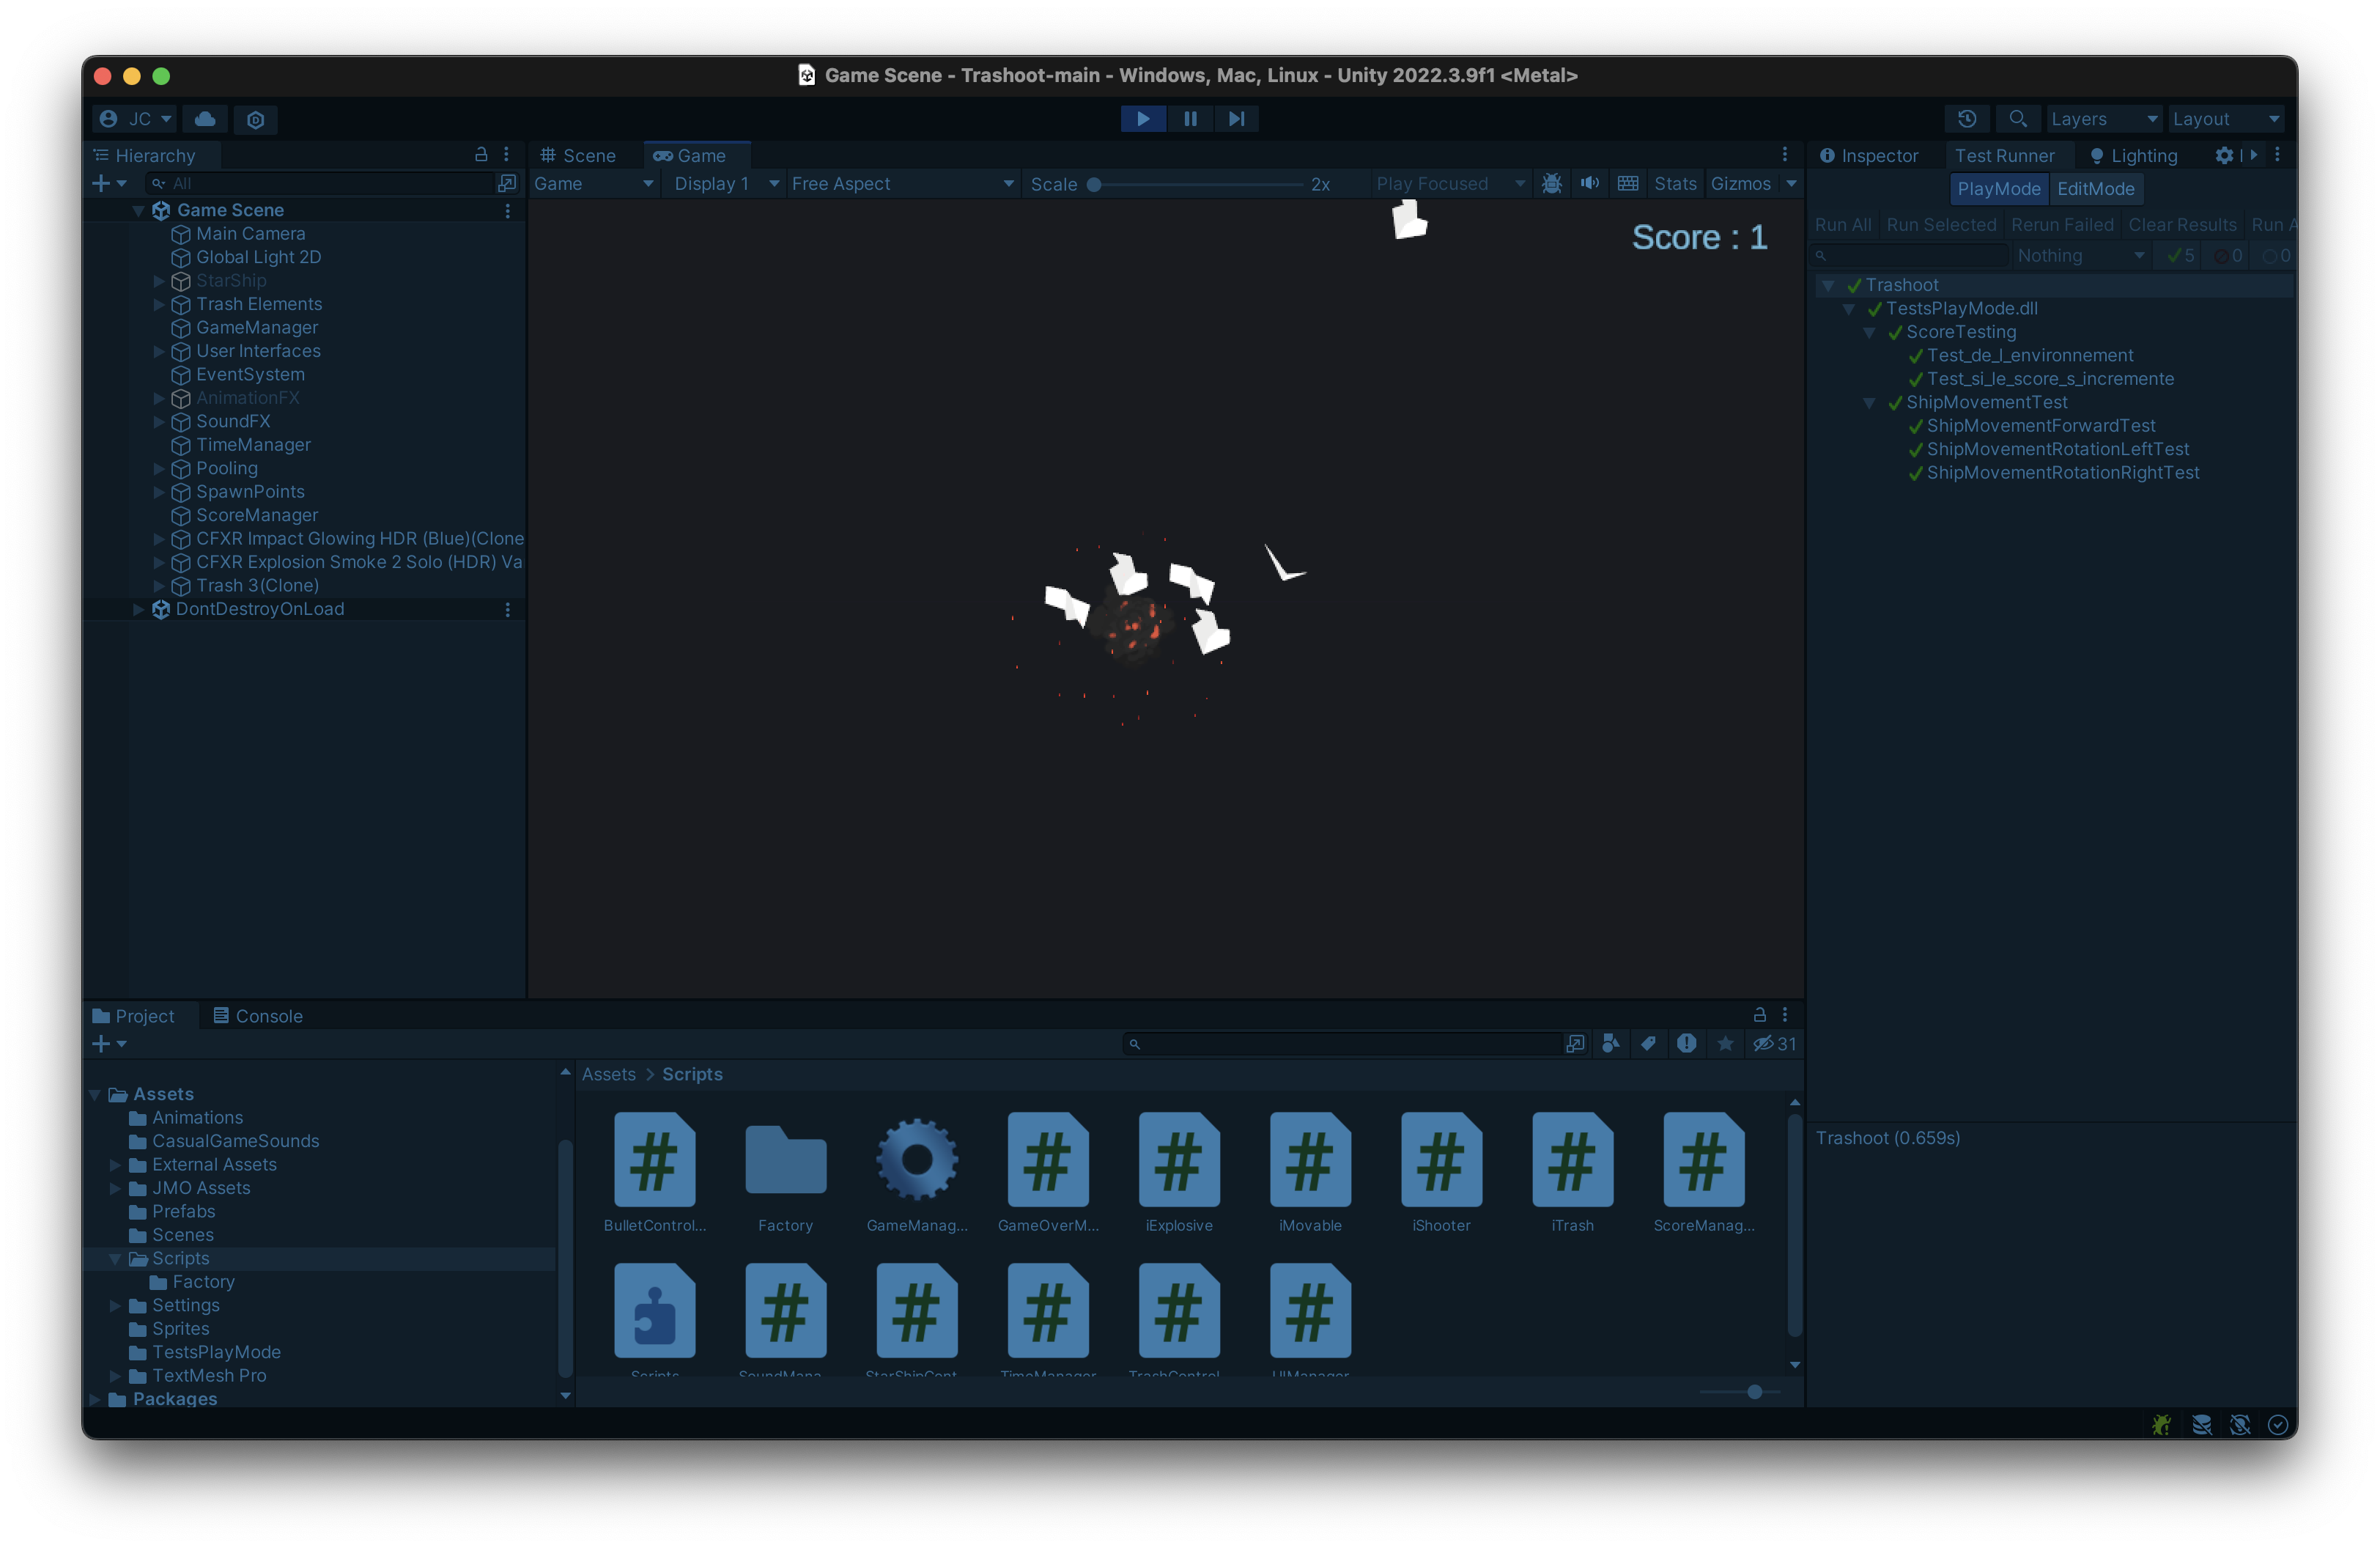 Game Scene - Trashoot-main - Windows, Mac, Linux - Unity 2022.3.9f1 <Metal>
JC
Layers
Layout
Hierarchy
All
Game Scene
Main Camera
Global Light 2D
StarShip
Trash Elements
GameManager
User Interfaces
EventSystem
AnimationFX
SoundFX
TimeManager
Pooling
SpawnPoints
ScoreManager
CFXR Impact Glowing HDR (Blue)(Clone
CFXR Explosion Smoke 2 Solo (HDR) Va
Trash 3(Clone)
DontDestroyOnLoad
Scene
Game
Game
Display 1
Free Aspect
Scale
2x
Play Focused
Stats
Gizmos
Score : 1
Inspector
Test Runner
Lighting
PlayMode
EditMode
Run All
Run Selected
Rerun Failed
Clear Results
Run A
Nothing
5
0
0
Trashoot
TestsPlayMode.dll
ScoreTesting
Test_de_l_environnement
Test_si_le_score_s_incremente
ShipMovementTest
ShipMovementForwardTest
ShipMovementRotationLeftTest
ShipMovementRotationRightTest
Trashoot (0.659s)
Project
Console
31
Assets
Animations
CasualGameSounds
External Assets
JMO Assets
Prefabs
Scenes
Scripts
Factory
Settings
Sprites
TestsPlayMode
TextMesh Pro
Packages
Assets > Scripts
BulletControl...
Factory
GameManag...
GameOverM...
iExplosive
iMovable
iShooter
iTrash
ScoreManag...
Scripts
SoundMana...
StarShipCont...
TimeManager
TrashControl...
UIManager